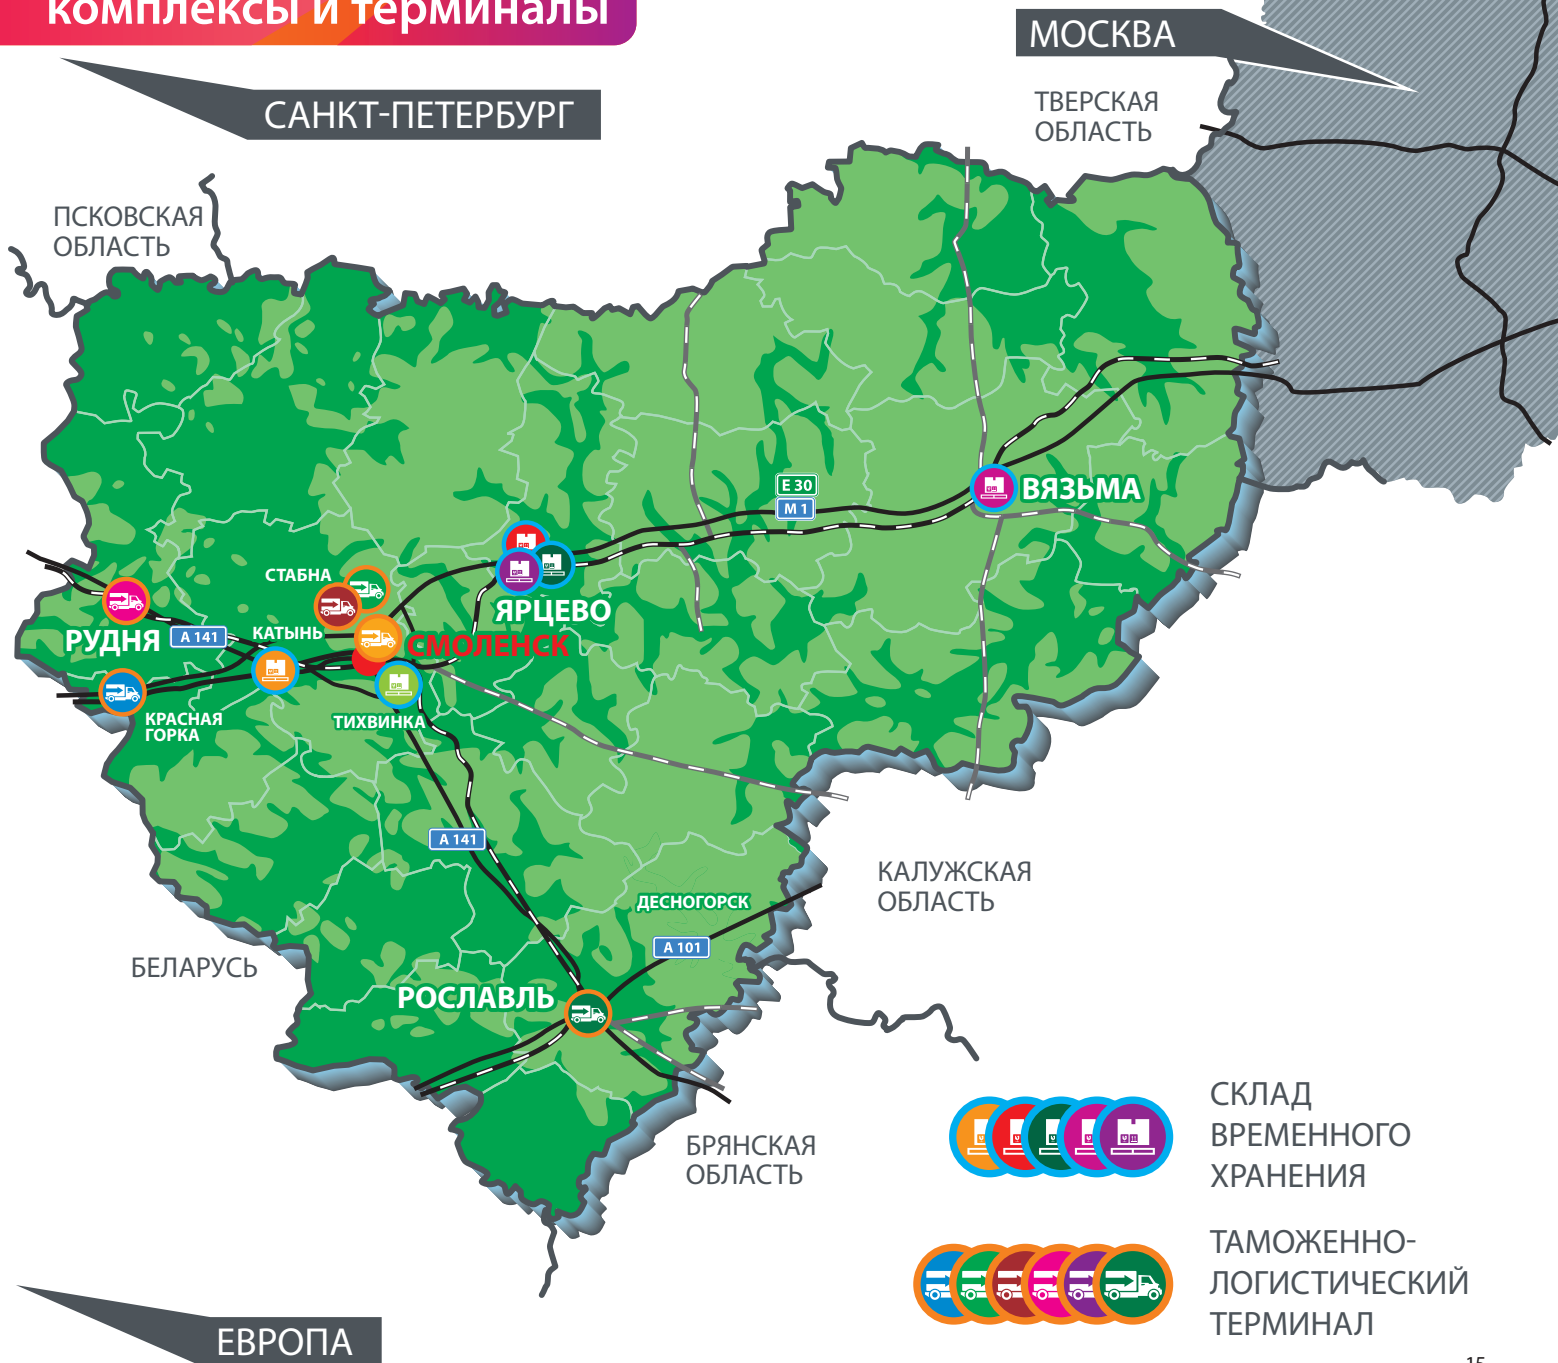 комплексы и терминалы
МОСКВА
САНКТ-ПЕТЕРБУРГ
ТВЕРСКАЯ
ОБЛАСТЬ
ПСКОВСКАЯ
ОБЛАСТЬ
E 30
M 1
ВЯЗЬМА
СТАБНА
ЯРЦЕВО
РУДНЯ
A 141
КАТЫНЬ
СМОЛЕНСК
КРАСНАЯ
ГОРКА
ТИХВИНКА
A 141
КАЛУЖСКАЯ
ОБЛАСТЬ
ДЕСНОГОРСК
A 101
БЕЛАРУСЬ
РОСЛАВЛЬ
БРЯНСКАЯ
ОБЛАСТЬ
СКЛАД
ВРЕМЕННОГО
ХРАНЕНИЯ
ТАМОЖЕННО-
ЛОГИСТИЧЕСКИЙ
ТЕРМИНАЛ
ЕВРОПА
15